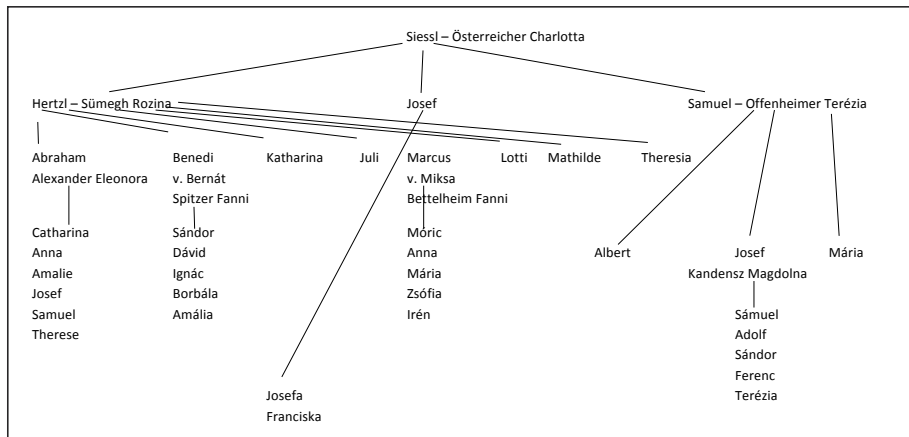 Siessl – Österreicher Charlotta
Hertzl – Sümegh Rozina
Josef
Samuel – Offenheimer Terézia
Abraham
Alexander Eleonora
Benedi
v. Bernát
Spitzer Fanni
Katharina
Juli
Marcus
v. Miksa
Bettelheim Fanni
Lotti
Mathilde
Theresia
Catharina
Anna
Amalie
Josef
Samuel
Therese
Sándor
Dávid
Ignác
Borbála
Amália
Móric
Anna
Mária
Zsófia
Irén
Albert
Josef
Kandensz Magdolna
Mária
Sámuel
Adolf
Sándor
Ferenc
Terézia
Josefa
Franciska